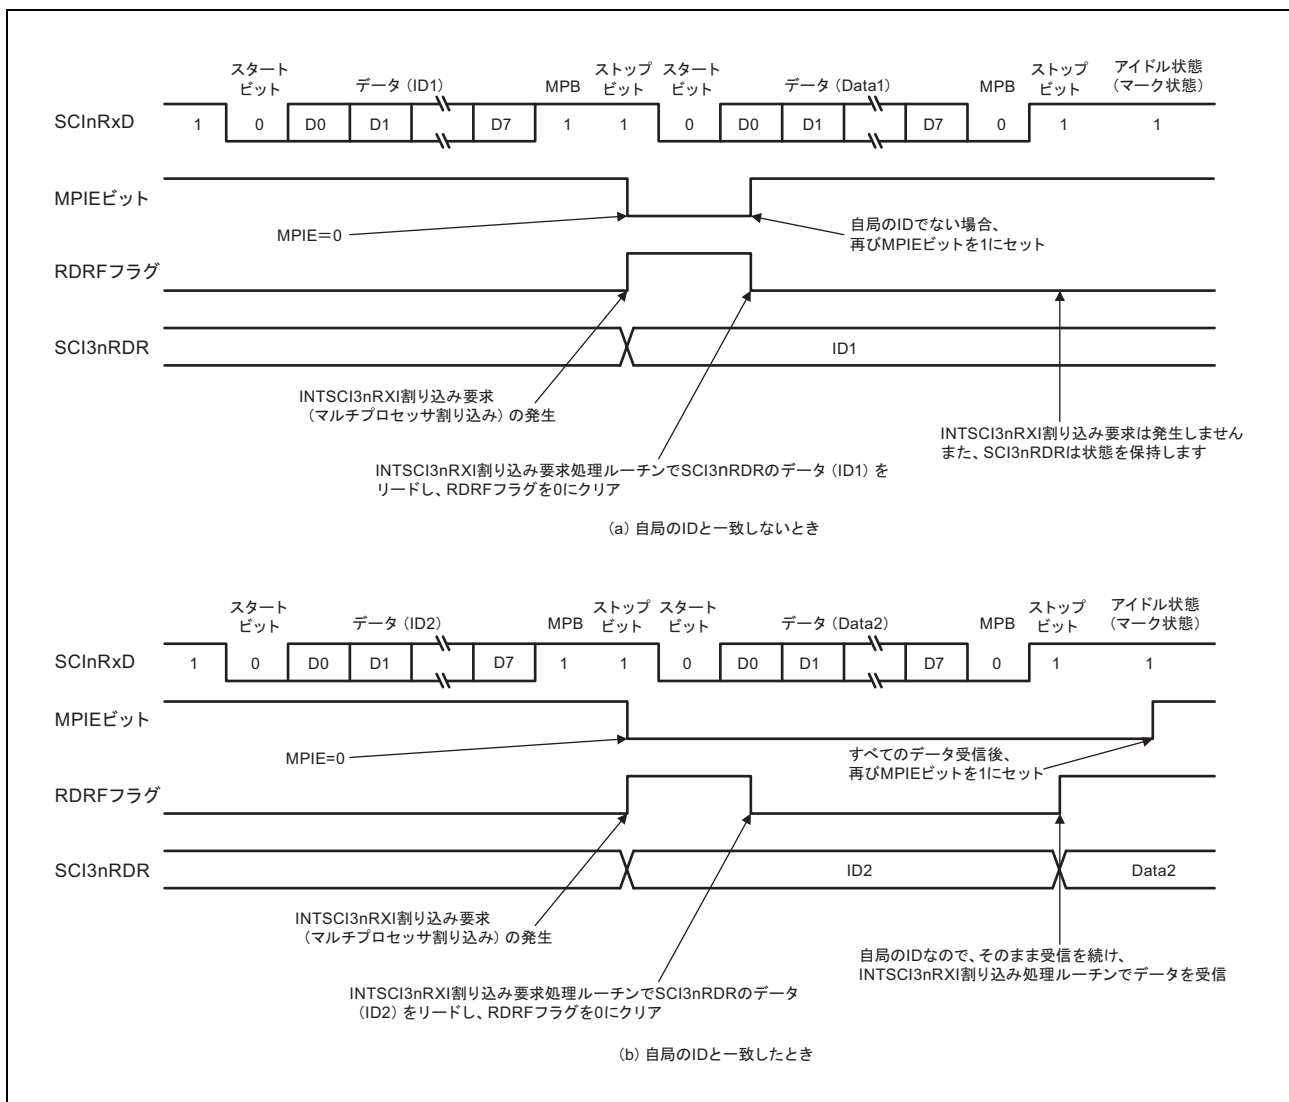 スタート
ビット
データ（ID1）
MPB
ストップ
ビット
スタート
ビット
データ（Data1）
MPB
ストップ
ビット
アイドル状態
（マーク状態）
SCInRxD
1 0 D0 D1 D7 1 1 0 D0 D1 D7 0 1 1
MPIEビット
MPIE＝0
自局のIDでない場合、
再びMPIEビットを1にセット
RDRFフラグ
SCI3nRDR
ID1
INTSCI3nRXI割り込み要求
（マルチプロセッサ割り込み）の発生
INTSCI3nRXI割り込み要求は発生しません
また、SCI3nRDRは状態を保持します
INTSCI3nRXI割り込み要求処理ルーチンでSCI3nRDRのデータ（ID1）を
リードし、RDRFフラグを0にクリア
（a）自局のIDと一致しないとき
スタート
ビット
データ（ID2）
MPB
ストップ
ビット
スタート
ビット
データ（Data2）
MPB
ストップ
ビット
アイドル状態
（マーク状態）
SCInRxD
1 0 D0 D1 D7 1 1 0 D0 D1 D7 0 1 1
MPIEビット
MPIE=0
すべてのデータ受信後、
再びMPIEビットを1にセット
RDRFフラグ
SCI3nRDR
ID2
Data2
INTSCI3nRXI割り込み要求
（マルチプロセッサ割り込み）の発生
自局のIDなので、そのまま受信を続け、
INTSCI3nRXI割り込み処理ルーチンでデータを受信
INTSCI3nRXI割り込み要求処理ルーチンでSCI3nRDRのデータ
（ID2）をリードし、RDRFフラグを0にクリア
（b）自局のIDと一致したとき